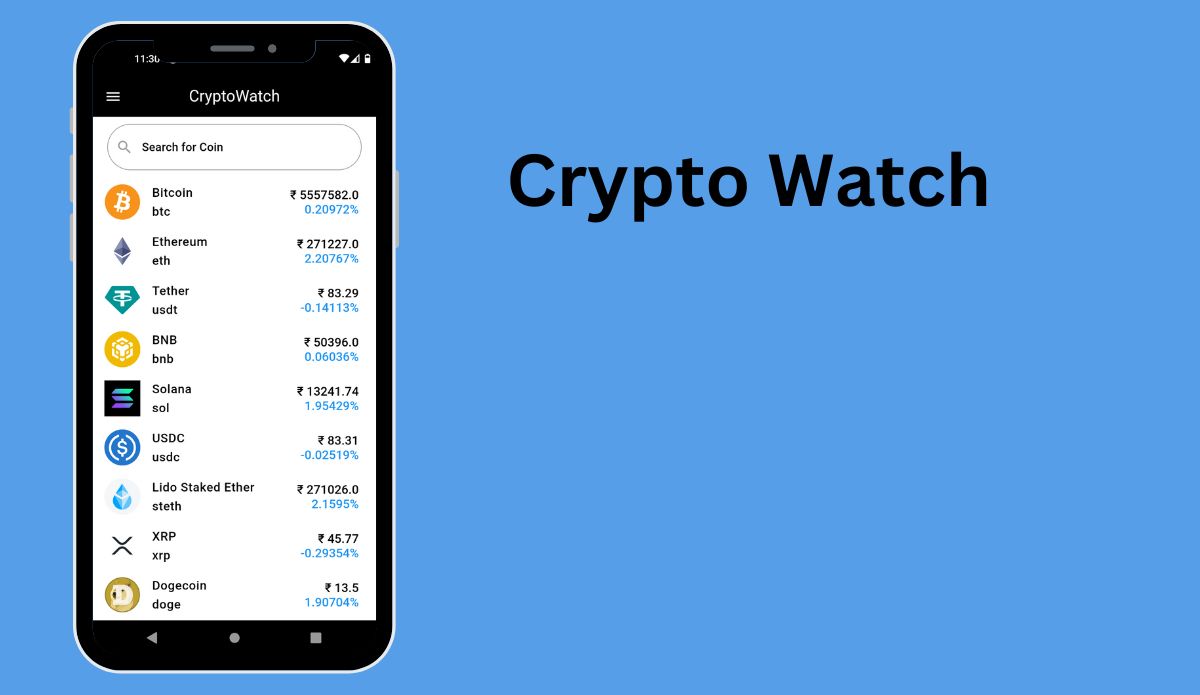 11:30
CryptoWatch
Crypto Watch
Search for Coin
Bitcoin
₹ 5557582.0
btc
0.20972%
Ethereum
₹ 271227.0
eth
2.20767%
Tether
₹ 83.29
usdt
-0.14113%
BNB
₹ 50396.0
bnb
0.06036%
Solana
₹ 13241.74
sol
1.95429%
USDC
₹ 83.31
usdc
-0.02519%
Lido Staked Ether
₹ 271026.0
steth
2.1595%
XRP
₹ 45.77
xrp
-0.29354%
Dogecoin
₹ 13.5
doge
1.90704%